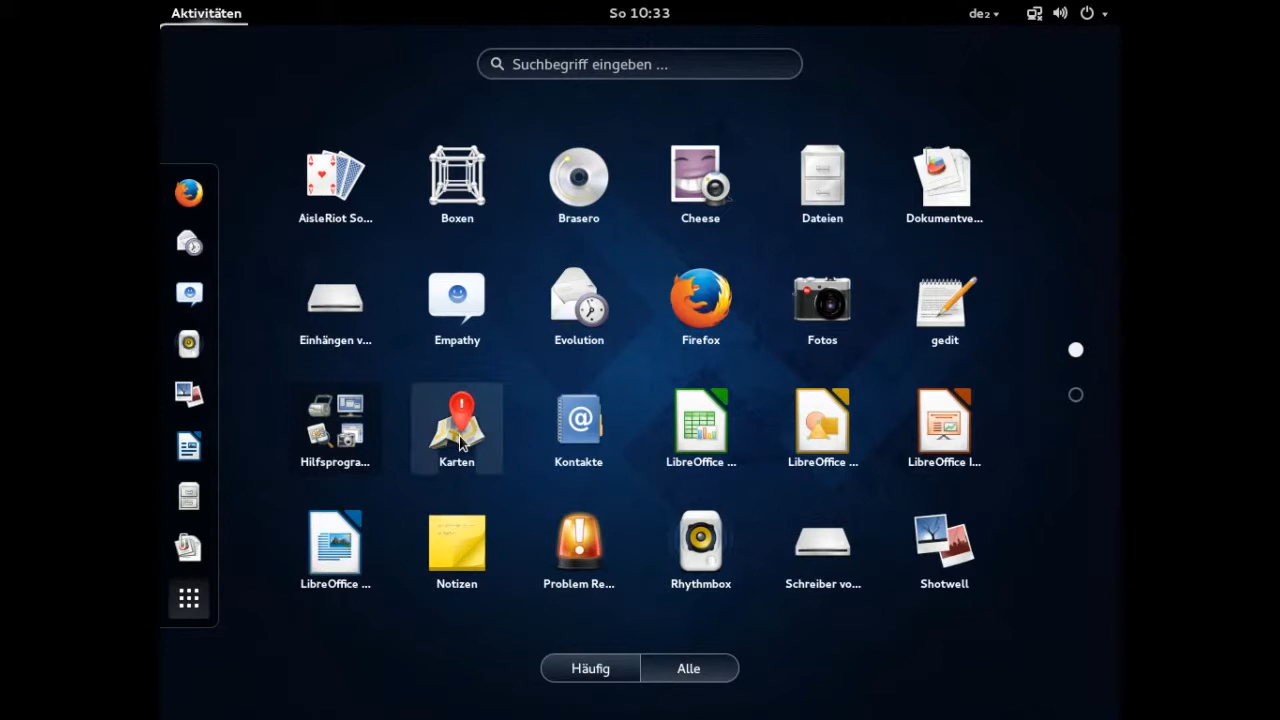 Aktivitäten
So 10:33
de₂
Suchbegriff eingeben ...
AisleRiot So...
Boxen
Brasero
Cheese
Dateien
Dokumentve...
Einhängen v...
Empathy
Evolution
Firefox
Fotos
gedit
Hilfsprogra...
Karten
Kontakte
LibreOffice ...
LibreOffice ...
LibreOffice I...
LibreOffice ...
Notizen
Problem Re...
Rhythmbox
Schreiber vo...
Shotwell
Häufig
Alle